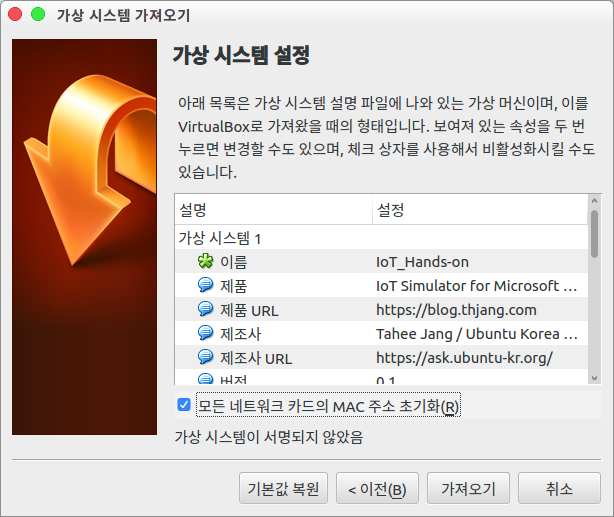 가상 시스템 가져오기
가상 시스템 설정
아래 목록은 가상 시스템 설명 파일에 나와 있는 가상 머신이며, 이를
VirtualBox로 가져왔을 때의 형태입니다. 보여져 있는 속성을 두 번
누르면 변경할 수도 있으며, 체크 상자를 사용해서 비활성화시킬 수도
있습니다.
설명 설정
가상 시스템 1
이름 IoT_Hands-on
제품 IoT Simulator for Microsoft ...
제품 URL https://blog.thjang.com
제조사 Tahee Jang / Ubuntu Korea ...
제조사 URL https://ask.ubuntu-kr.org/
버전 0.1
모든 네트워크 카드의 MAC 주소 초기화(R)
가상 시스템이 서명되지 않았음
기본값 복원 < 이전(B) 가져오기 취소